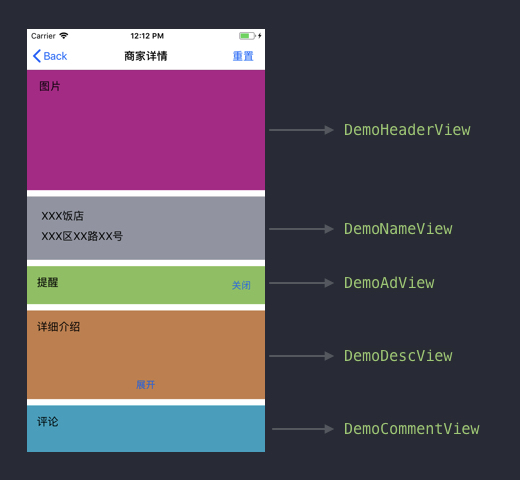 Carrier 12:12 PM
Back 商家详情 重置
图片
DemoHeaderView
XXX饭店
XXX区XX路XX号
DemoNameView
提醒 关闭
DemoAdView
详细介绍
展开
DemoDescView
评论
DemoCommentView